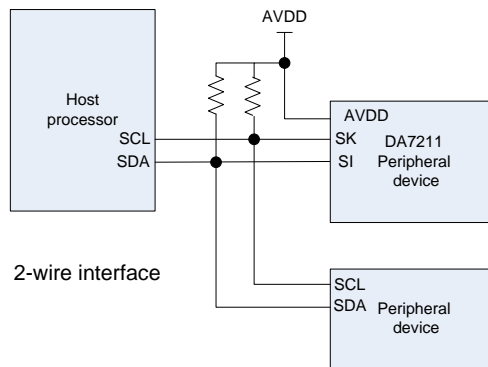 AVDD
Host
processor
SCL
SDA
AVDD
SK
SI
DA7211
Peripheral
device
2-wire interface
SCL
SDA
Peripheral
device